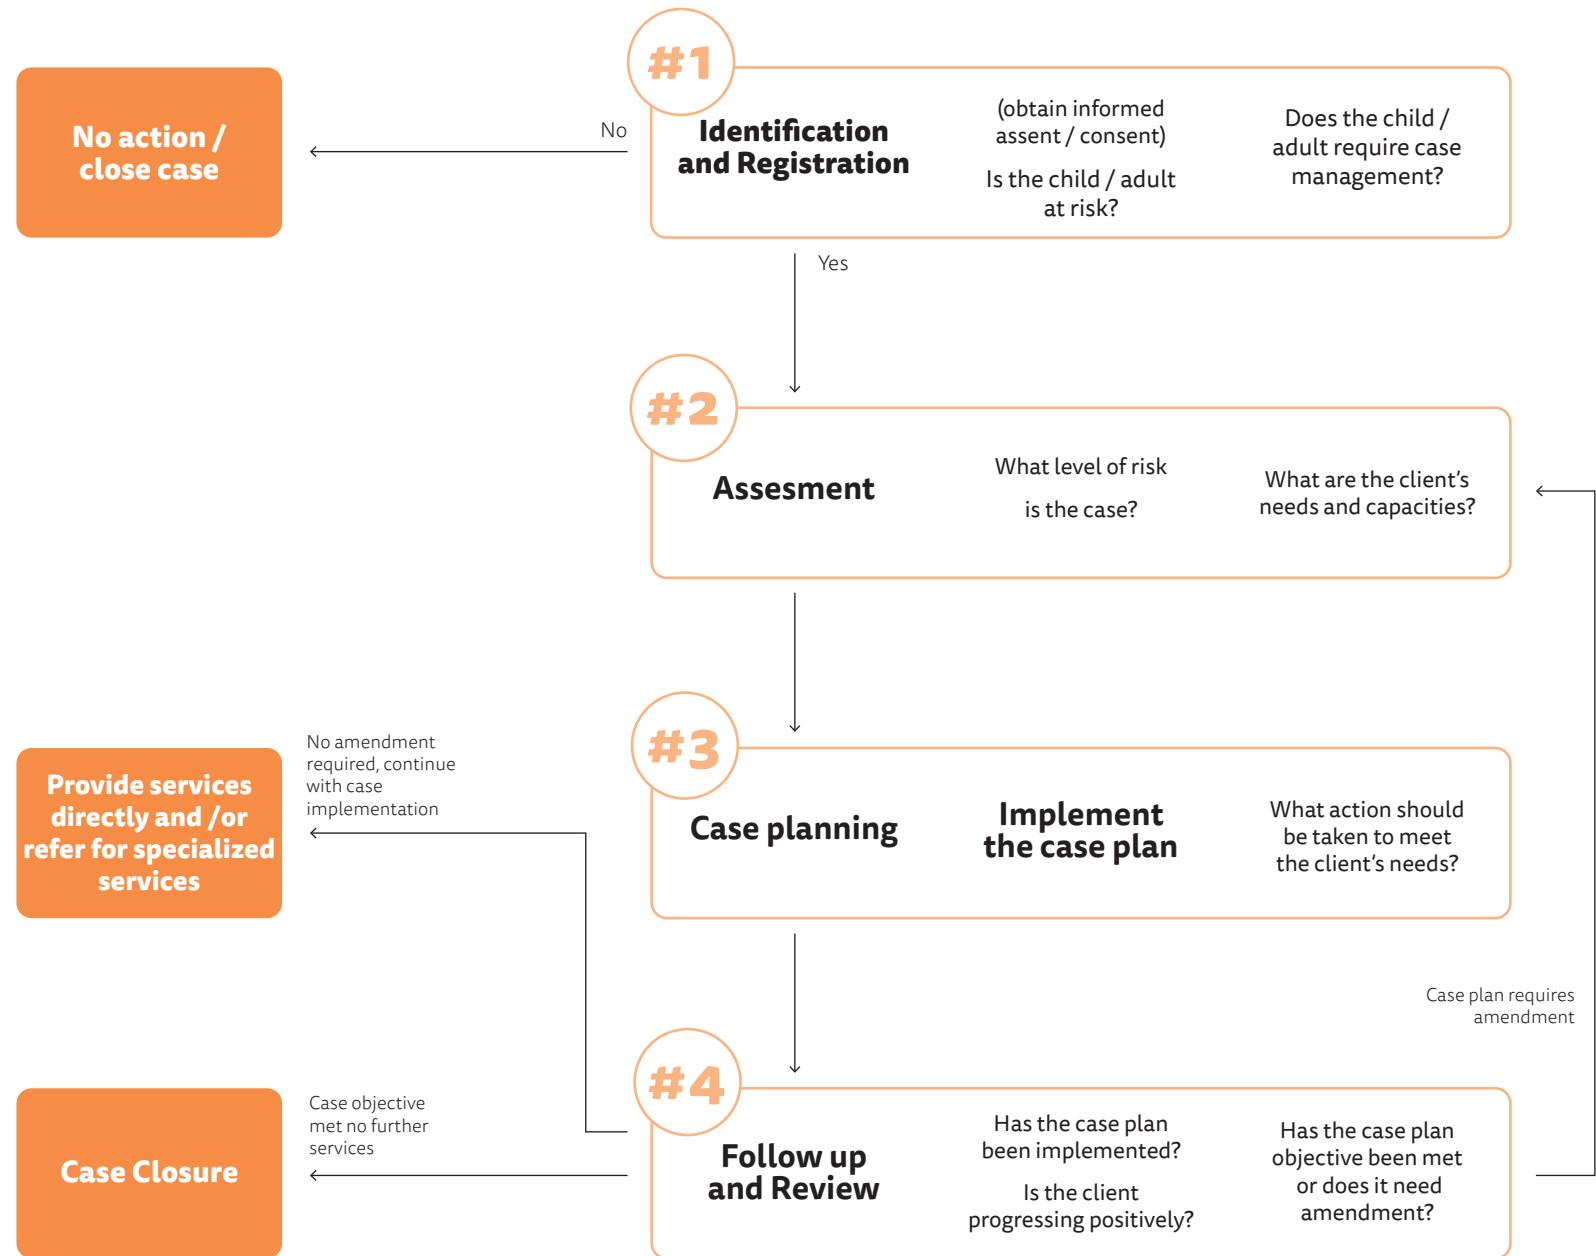 #1
No action /
close case
No
Identification
and Registration
(obtain informed
assent / consent)
Is the child / adult
at risk?
Does the child /
adult require case
management?
Yes
#2
Assesment
What level of risk
is the case?
What are the client's
needs and capacities?
#3
No amendment
required, continue
with case
implementation
Provide services
directly and /or
refer for specialized
services
Case planning
Implement
the case plan
What action should
be taken to meet
the client's needs?
Case plan requires
amendment
#4
Case objective
met no further
services
Case Closure
Follow up
and Review
Has the case plan
been implemented?
Is the client
progressing positively?
Has the case plan
objective been met
or does it need
amendment?